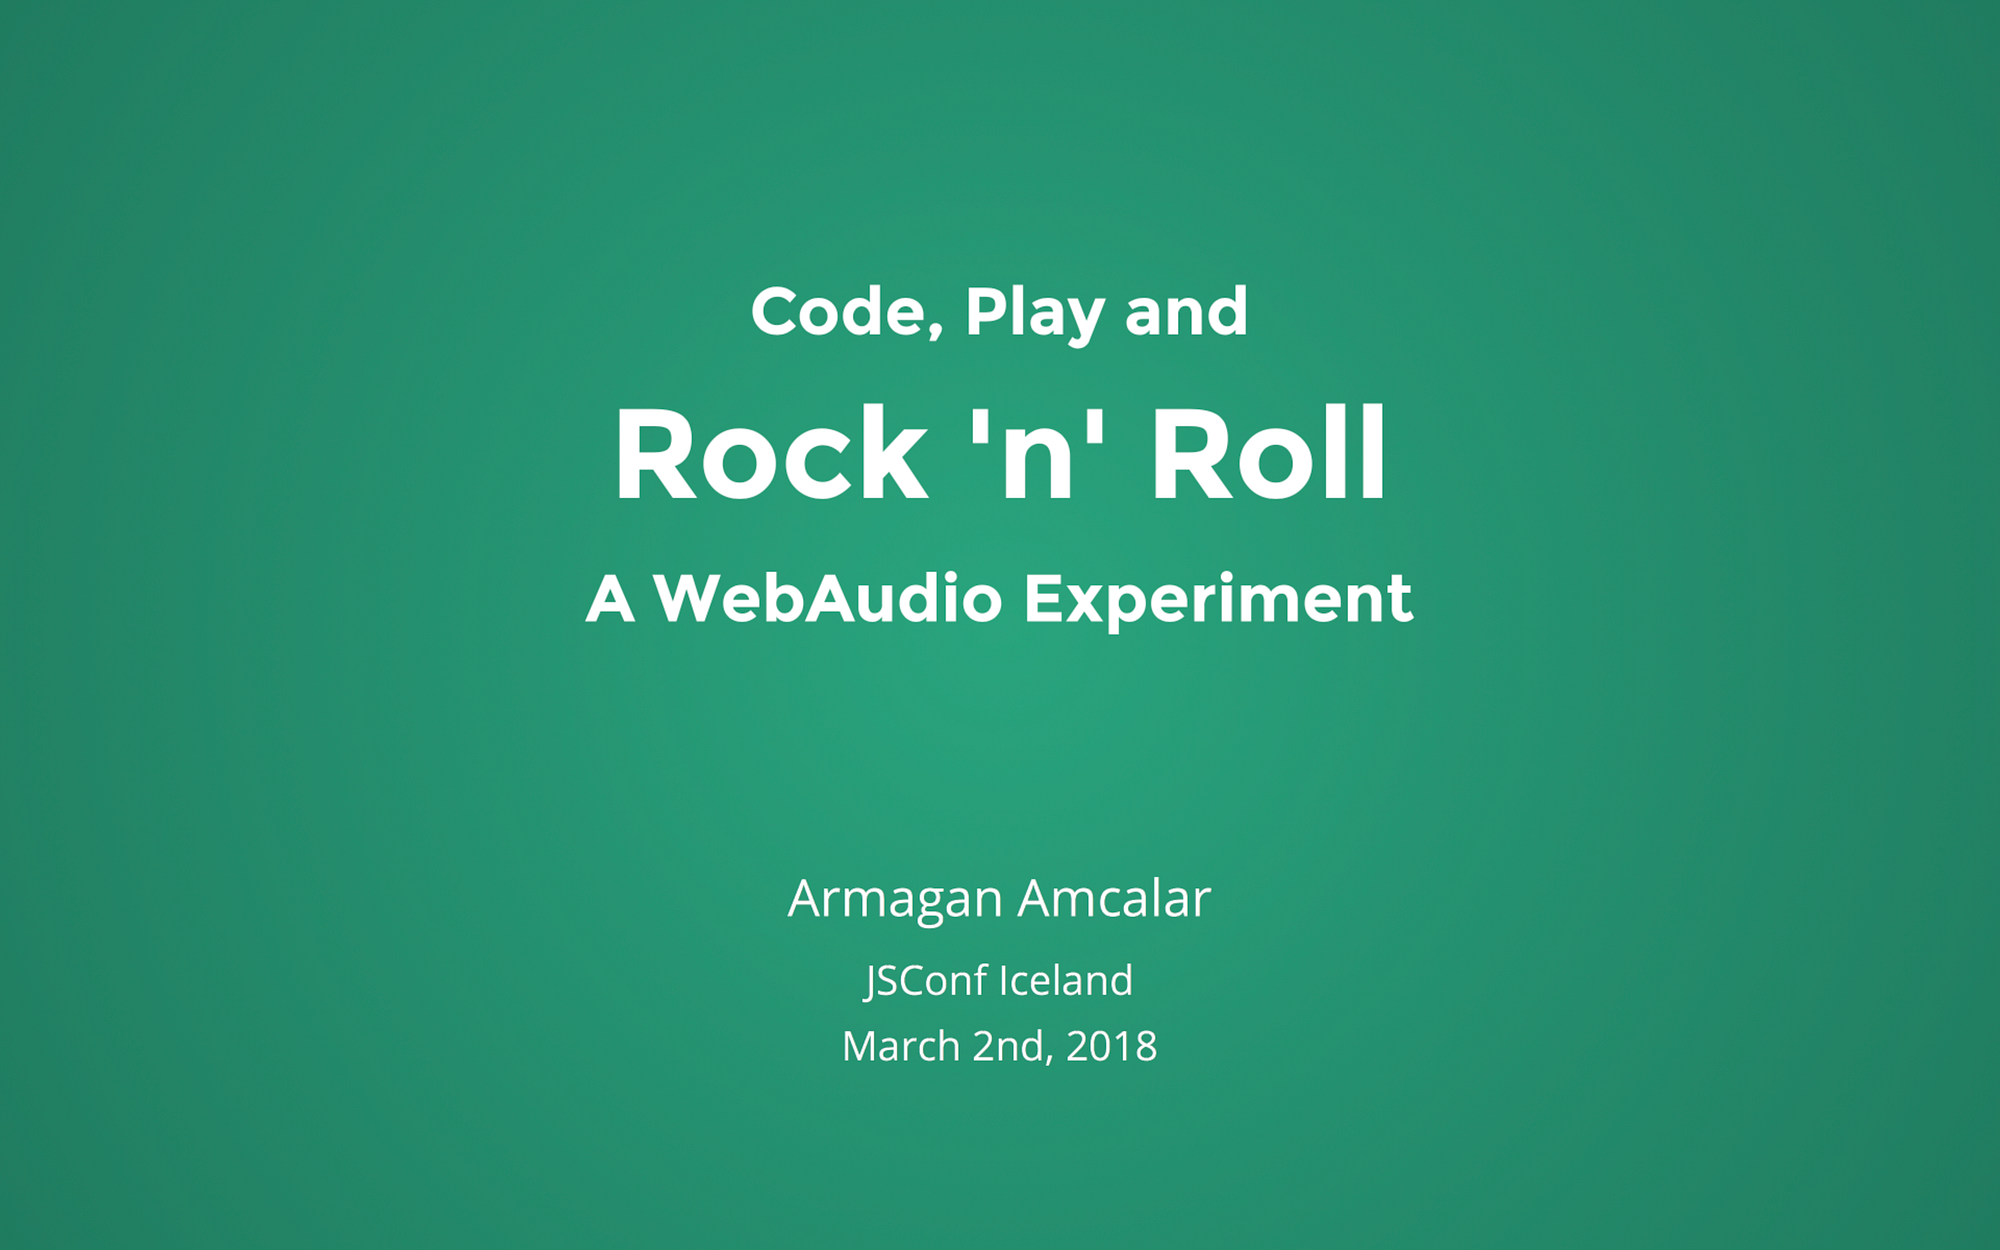 Code, Play and
Rock 'n' Roll
A WebAudio Experiment
Armagan Amcalar
JSConf Iceland
March 2nd, 2018